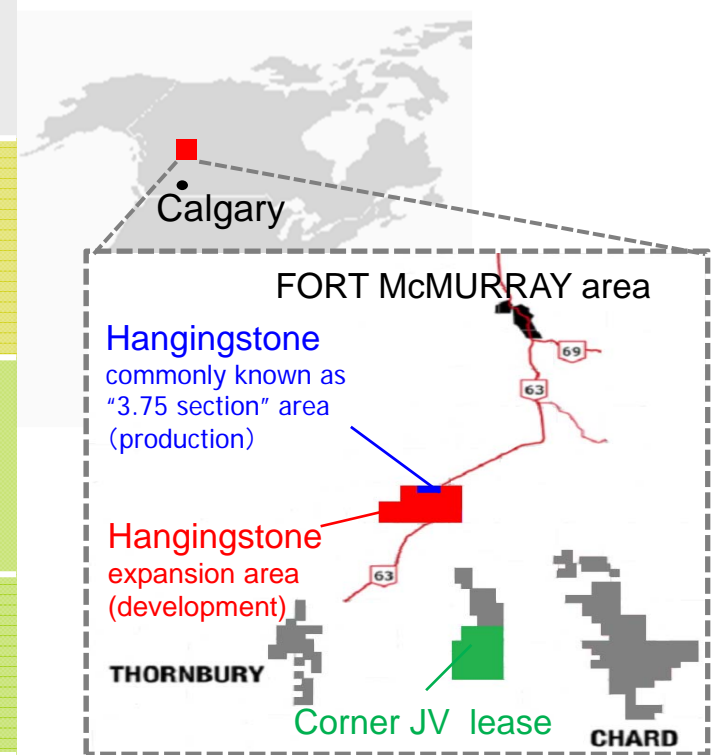 Calgary
FORT McMURRAY area
Hangingstone
commonly known as
“3.75 section” area
(production）
69
63
Hangingstone
expansion area
(development)
63
THORNBURY
Corner JV lease
CHARD